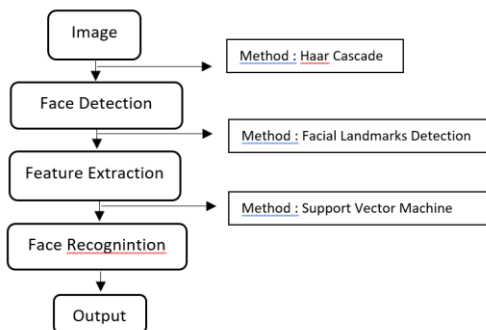 Image
Method : Haar Cascade
Face Detection
Method : Facial Landmarks Detection
Feature Extraction
Method : Support Vector Machine
Face Recognintion
Output